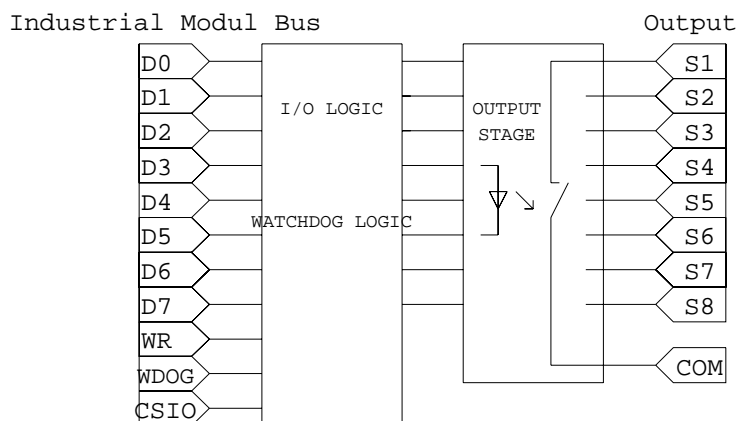 Industrial Modul Bus
Output
D0
D1
D2
D3
D4
D5
D6
D7
WR
WDOG
CSIO
I/O LOGIC
WATCHDOG LOGIC
OUTPUT
STAGE
S1
S2
S3
S4
S5
S6
S7
S8
COM